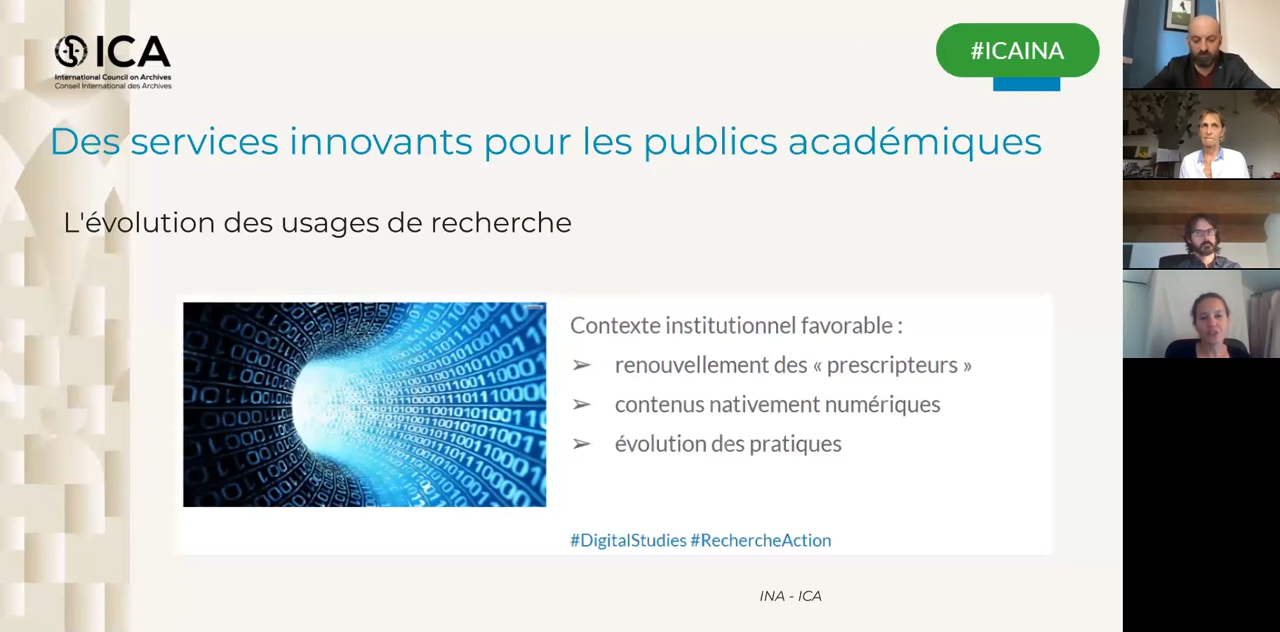 ICA
International Council on Archives
Conseil International des Archives
#ICAINA
Des services innovants pour les publics académiques
L'évolution des usages de recherche
Contexte institutionnel favorable :
➢ renouvellement des « prescripteurs »
➢ contenus nativement numériques
➢ évolution des pratiques
#DigitalStudies #RechercheAction
INA - ICA